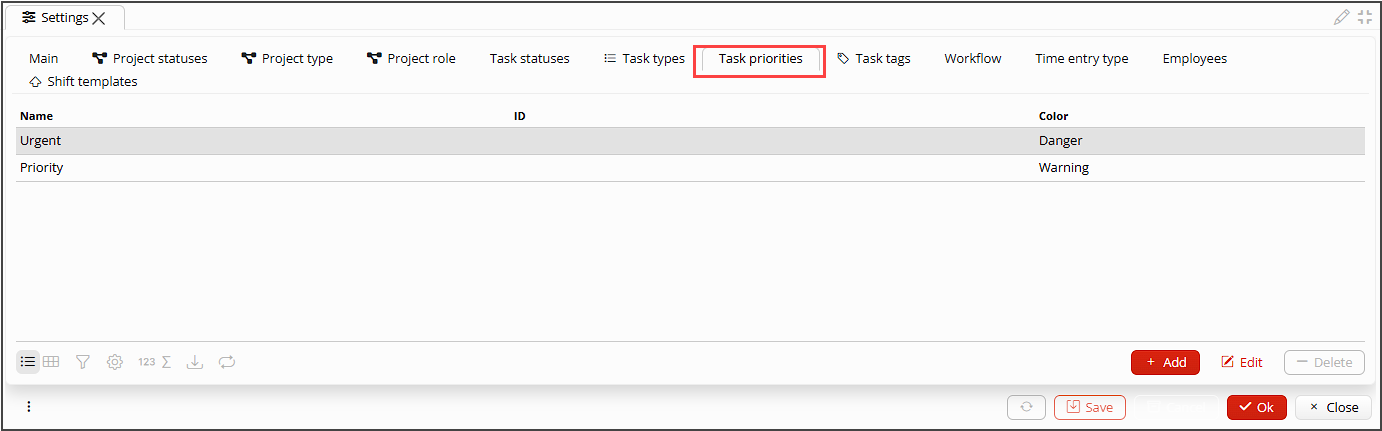 Settings
Main Project statuses Project type Project role Task statuses Task types Task priorities Task tags Workflow Time entry type Employees
Shift templates
Name ID Color
Urgent Danger
Priority Warning
123 Σ + Add Edit — Delete
Save Ok × Close